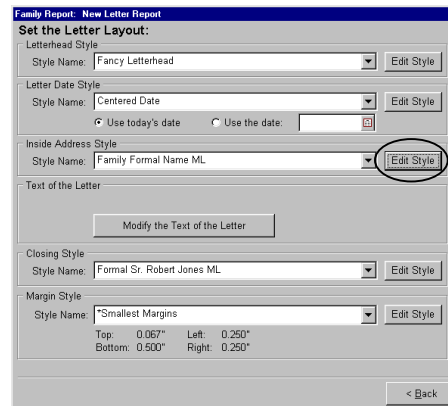 Family Report: New Letter Report
Set the Letter Layout:
Letterhead Style
Style Name: Fancy Letterhead Edit Style
Letter Date Style
Style Name: Centered Date Edit Style
Use today's date Use the date:
Inside Address Style
Style Name: Family Formal Name ML Edit Style
Text of the Letter
Modify the Text of the Letter
Closing Style
Style Name: Formal Sr. Robert Jones ML Edit Style
Margin Style
Style Name: *Smallest Margins Edit Style
Top: 0.067" Left: 0.250"
Bottom: 0.500" Right: 0.250"
< Back